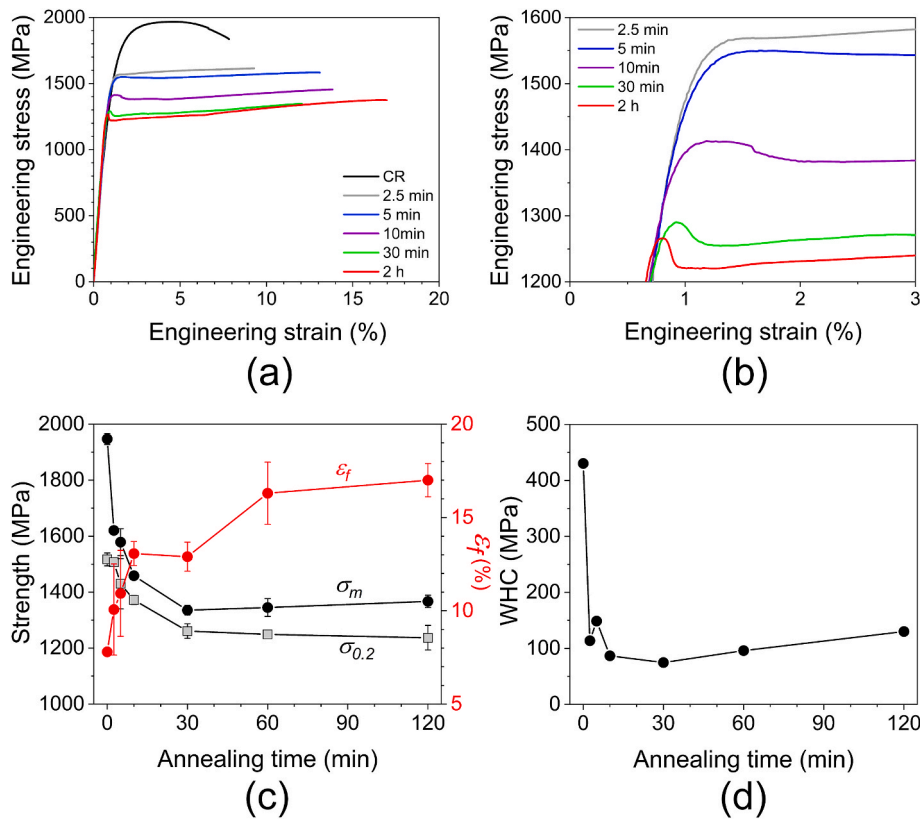 2000
1500
1000
500
0
Engineering stress (MPa)
CR
2.5 min
5 min
10min
30 min
2 h
0 5 10 15 20
Engineering strain (%)
(a)
1600
1500
1400
1300
1200
Engineering stress (MPa)
2.5 min
5 min
10min
30 min
2 h
0 1 2 3
Engineering strain (%)
(b)
2000
1800
1600
1400
1200
1000
Strength (MPa)
εf
σm
σ0.2
20
15
10
5
εf (%)
0 30 60 90 120
Annealing time (min)
(c)
500
400
300
200
100
0
WHC (MPa)
0 30 60 90 120
Annealing time (min)
(d)